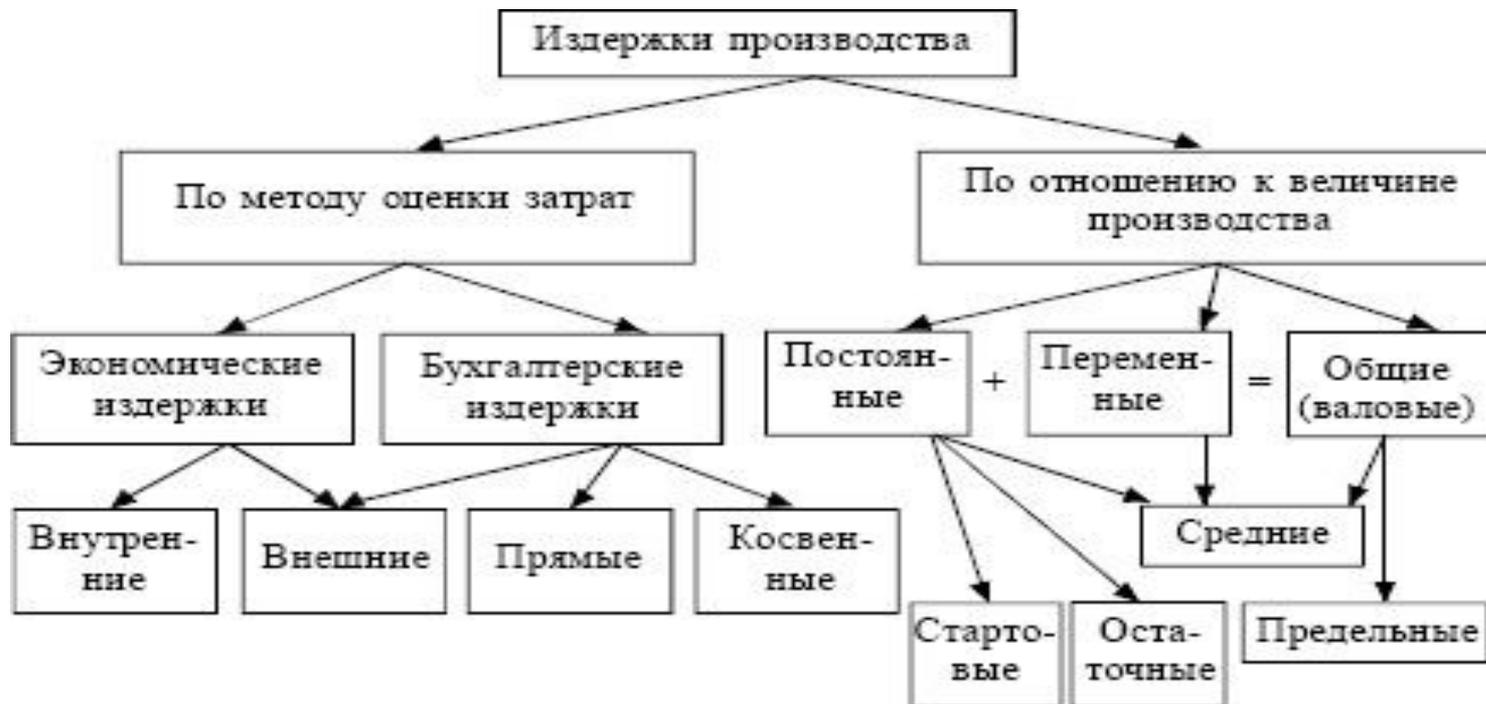 Издержки производства
По методу оценки затрат
По отношению к величине
производства
Экономические
издержки
Бухгалтерские
издержки
Постоян-
ные
+
Перемен-
ные
=
Общие
(валовые)
Внутрен-
ние
Внешние
Прямые
Косвен-
ные
Средние
Старто-
вые
Оста-
точные
Предельные